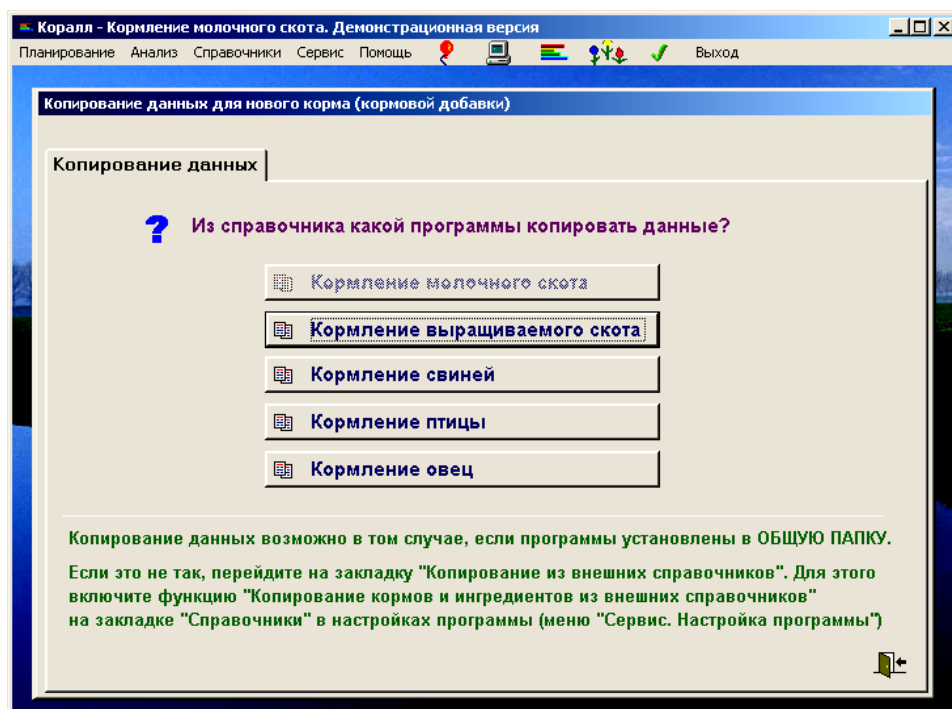 Коралл - Кормление молочного скота. Демонстрационная версия
Планирование Анализ Справочники Сервис Помощь Выход
Копирование данных для нового корма (кормовой добавки)
Копирование данных
? Из справочника какой программы копировать данные?
Кормление молочного скота
Кормление выращиваемого скота
Кормление свиней
Кормление птицы
Кормление овец
Копирование данных возможно в том случае, если программы установлены в ОБЩУЮ ПАПКУ.
Если это не так, перейдите на закладку "Копирование из внешних справочников". Для этого
включите функцию "Копирование кормов и ингредиентов из внешних справочников"
на закладке "Справочники" в настройках программы (меню "Сервис. Настройка программы")